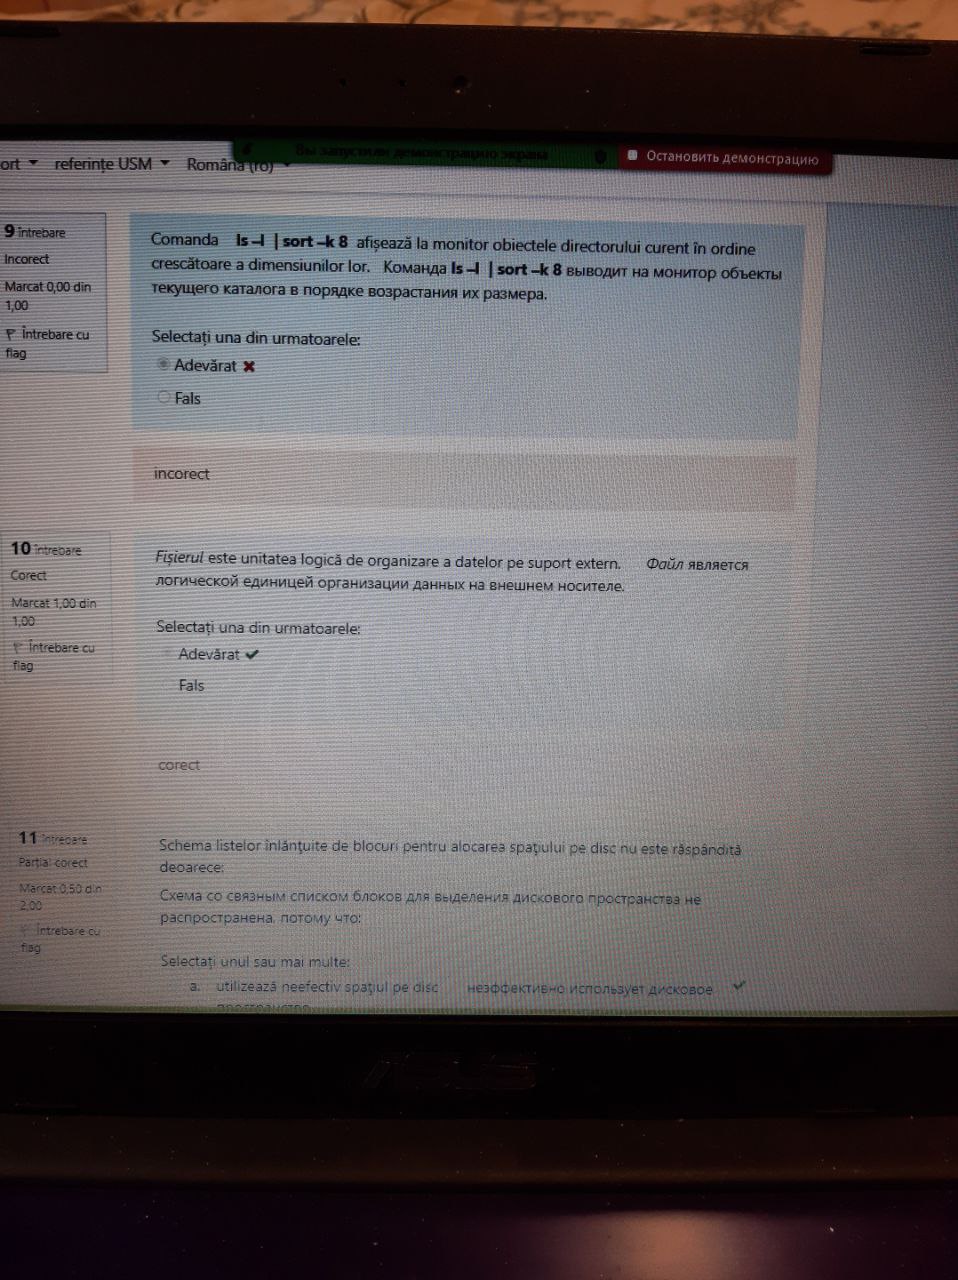 ort referințe USM Română (ro)
Вы запустили демонстрацию экрана
Остановить демонстрацию
9 întrebare
Incorect
Marcat 0,00 din
1,00
Întrebare cu
flag
Comanda ls –l | sort –k 8 afișează la monitor obiectele directorului curent în ordine
crescătoare a dimensiunilor lor. Команда ls –l | sort –k 8 выводит на монитор объекты
текущего каталога в порядке возрастания их размера.
Selectați una din urmatoarele:
Adevărat
Fals
incorect
10 întrebare
Corect
Marcat 1,00 din
1,00
Întrebare cu
flag
Fișierul este unitatea logică de organizare a datelor pe suport extern. Файл является
логической единицей организации данных на внешнем носителе.
Selectați una din urmatoarele:
Adevărat
Fals
corect
11 întrebare
Parțial corect
Marcat 0,50 din
2,00
Întrebare cu
flag
Schema listelor înlănțuite de blocuri pentru alocarea spațiului pe disc nu este răspândită
deoarece:
Схема со связным списком блоков для выделения дискового пространства не
распространена, потому что:
Selectați unul sau mai multe:
a. utilizează neefectiv spațiul pe disc неэффективно использует дисковое
пространство
ASUS